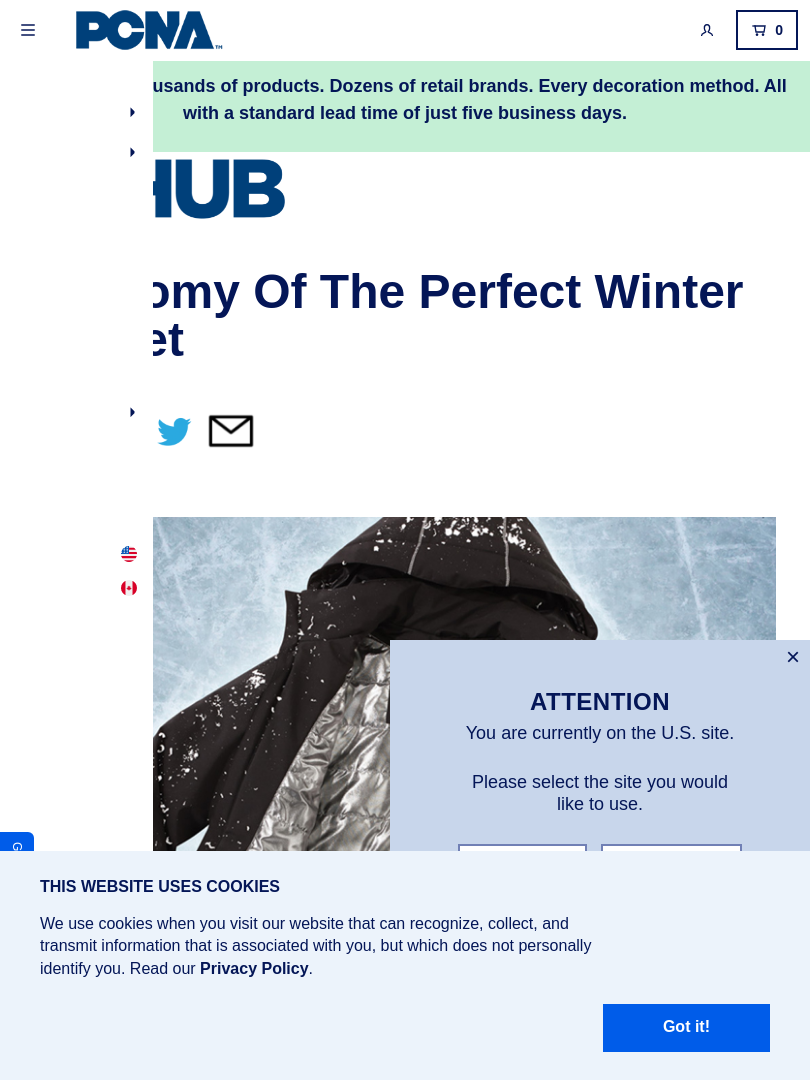 PCNA™
0
usands of products. Dozens of retail brands. Every decoration method. All
with a standard lead time of just five business days.
HUB
omy Of The Perfect Winter
et
ATTENTION
You are currently on the U.S. site.
Please select the site you would
like to use.
G
THIS WEBSITE USES COOKIES
We use cookies when you visit our website that can recognize, collect, and
transmit information that is associated with you, but which does not personally
identify you. Read our Privacy Policy.
Got it!